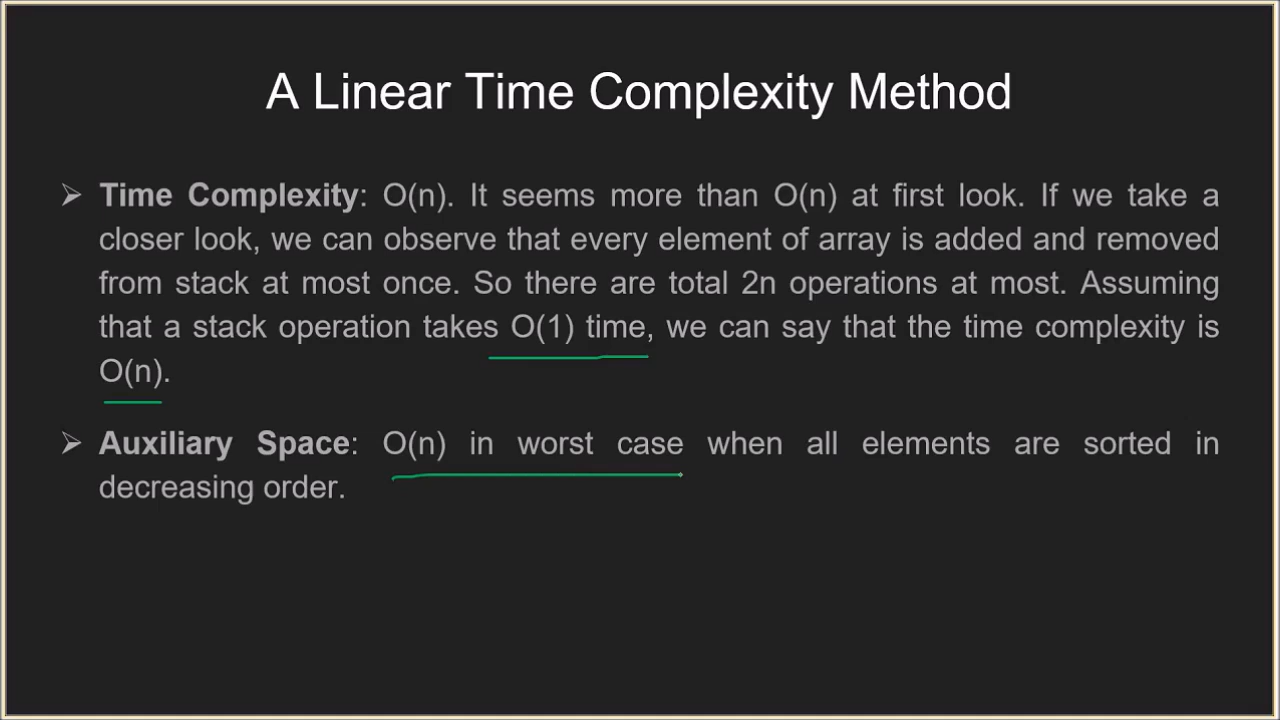 A Linear Time Complexity Method
➢ Time Complexity: O(n). It seems more than O(n) at first look. If we take a
closer look, we can observe that every element of array is added and removed
from stack at most once. So there are total 2n operations at most. Assuming
that a stack operation takes O(1) time, we can say that the time complexity is
O(n).
➢ Auxiliary Space: O(n) in worst case when all elements are sorted in
decreasing order.